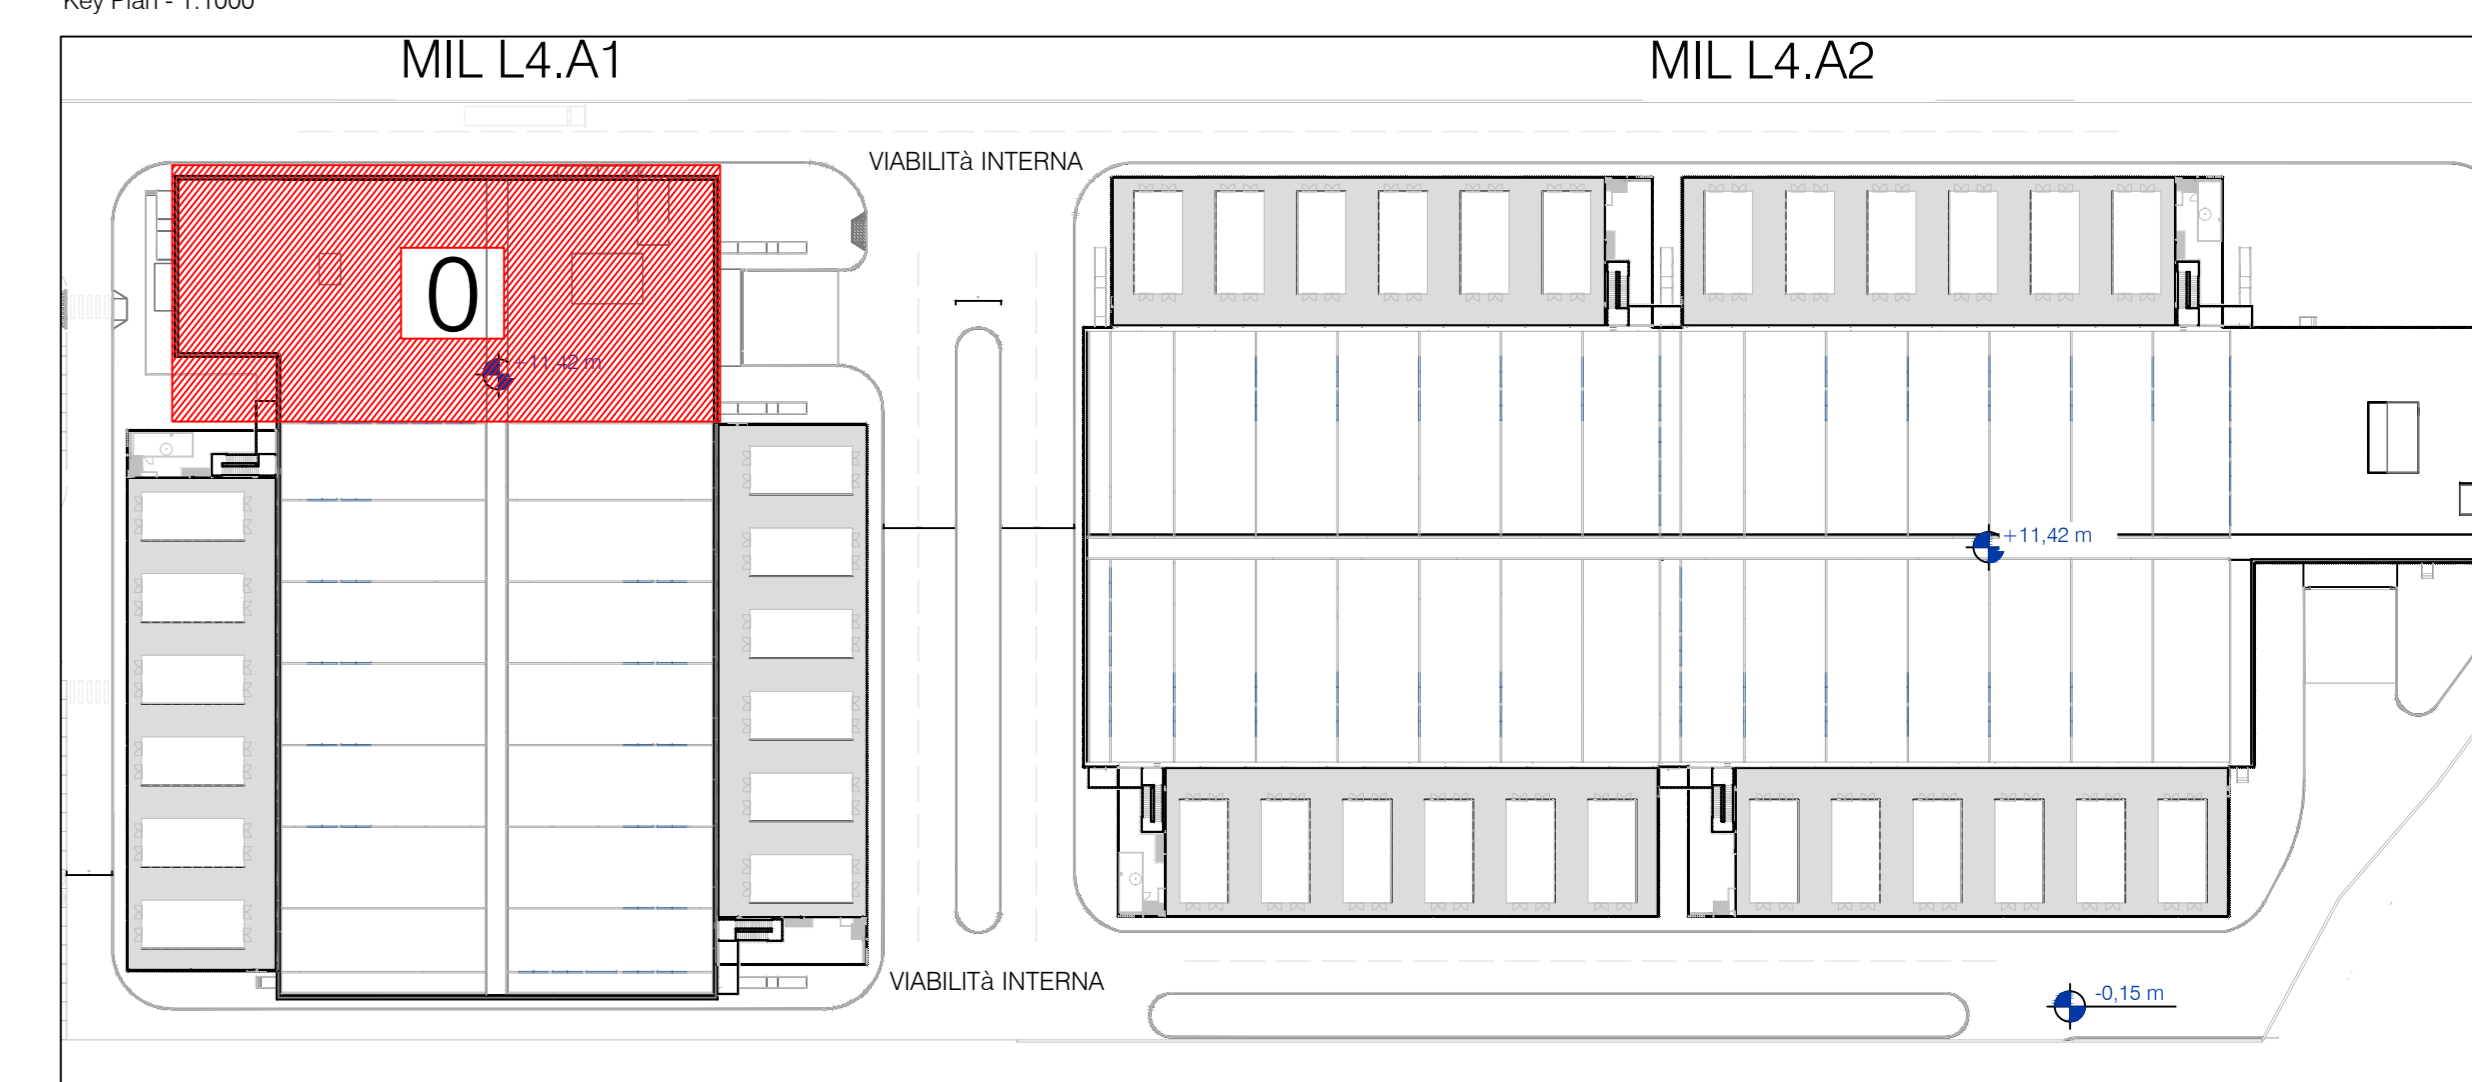 Key Plan - 1:1000
MIL L4.A1
MIL L4.A2
VIABILITà INTERNA
0
+11,42 m
+11,42 m
VIABILITà INTERNA
-0,15 m